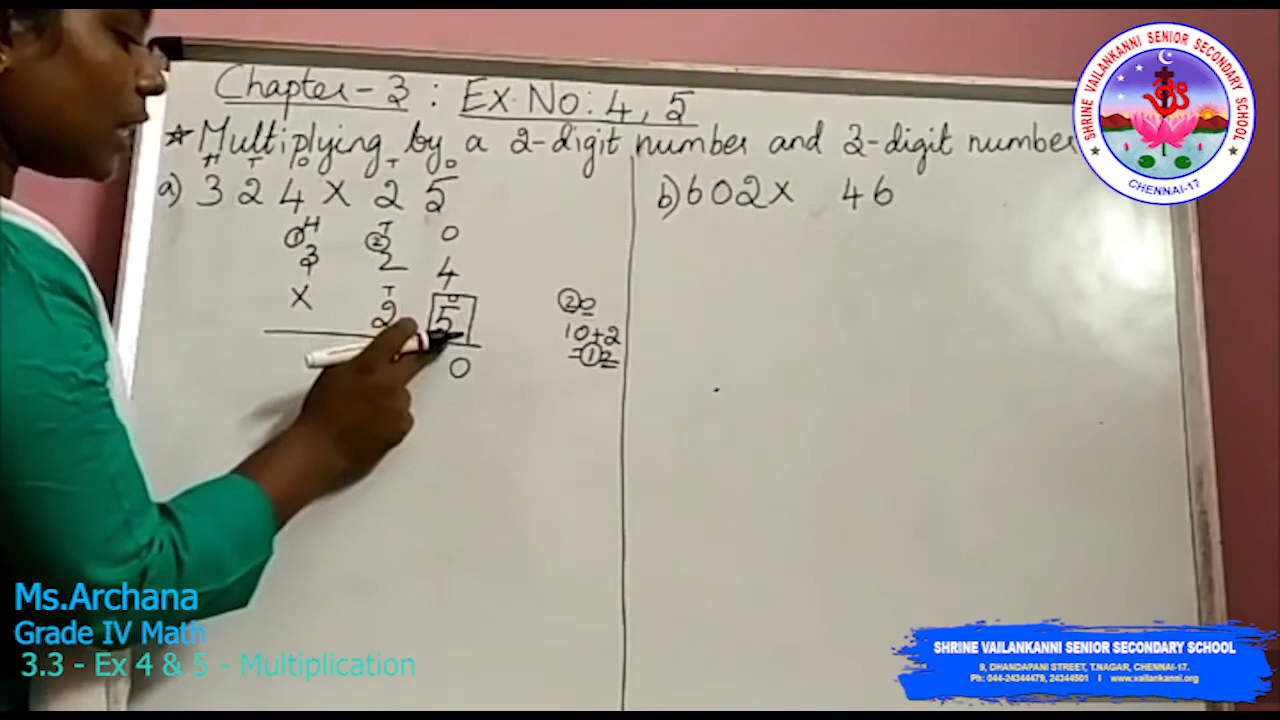 Chapter - 3 : Ex. No: 4, 5
* Multiplying by a 2-digit number and 3-digit number
H T O T O
a) 324 X 25
① H ② T O
3 2 4
T O
X 2 5
0
②0
10+2
=①2
b) 602X 46
SHRINE VAILANKANNI SENIOR SECONDARY SCHOOL
CHENNAI-17
Ms.Archana
Grade IV Math
3.3 - Ex 4 & 5 - Multiplication
SHRINE VAILANKANNI SENIOR SECONDARY SCHOOL
9, DHANDAPANI STREET, T.NAGAR, CHENNAI-17.
Ph: 044-24344479, 24344501 I www.vailankanni.org